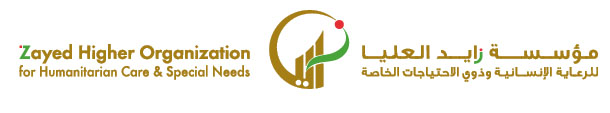 Zayed Higher Organization
for Humanitarian Care & Special Needs
مؤسسة زايد العليا
للرعاية الإنسانية وذوي الاحتياجات الخاصة